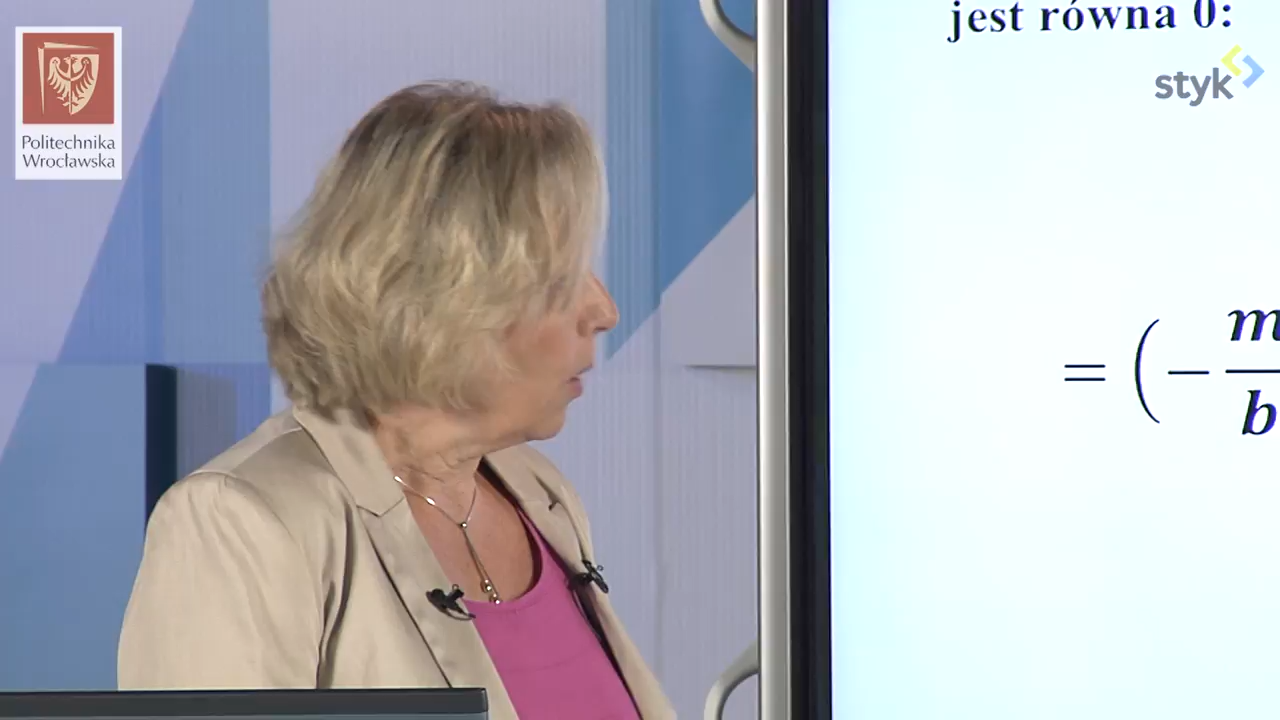 Politechnika
Wrocławska
jest równa 0:
styk
= (− m
b